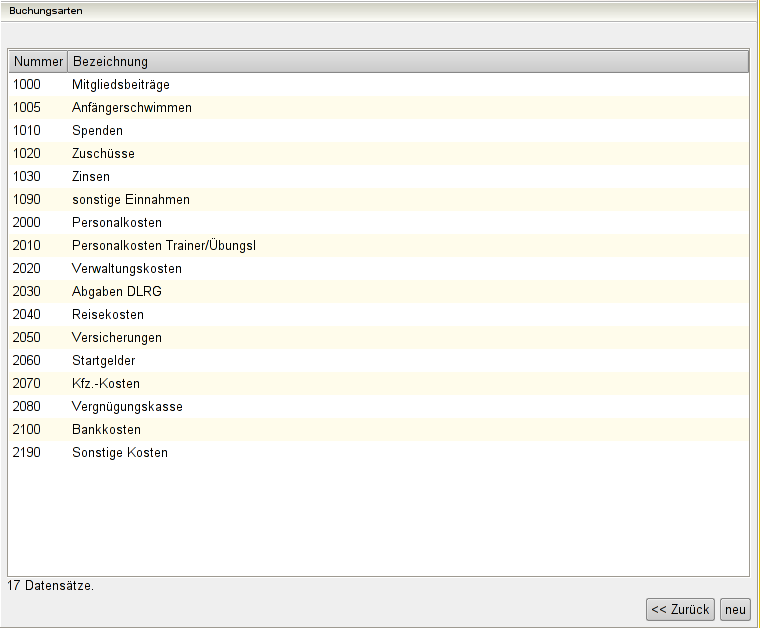 Buchungsarten
Nummer Bezeichnung
1000 Mitgliedsbeiträge
1005 Anfängerschwimmen
1010 Spenden
1020 Zuschüsse
1030 Zinsen
1090 sonstige Einnahmen
2000 Personalkosten
2010 Personalkosten Trainer/Übungsl
2020 Verwaltungskosten
2030 Abgaben DLRG
2040 Reisekosten
2050 Versicherungen
2060 Startgelder
2070 Kfz.-Kosten
2080 Vergnügungskasse
2100 Bankkosten
2190 Sonstige Kosten
17 Datensätze.
<< Zurück neu